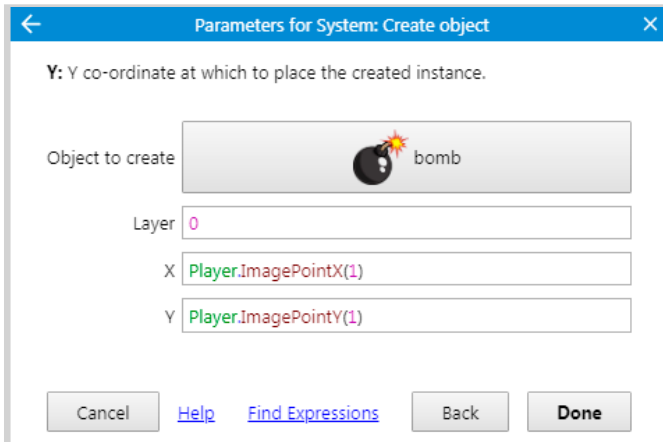 Parameters for System: Create object
Y: Y co-ordinate at which to place the created instance.
Object to create bomb
Layer 0
X Player.ImagePointX(1)
Y Player.ImagePointY(1)
Cancel Help Find Expressions Back Done